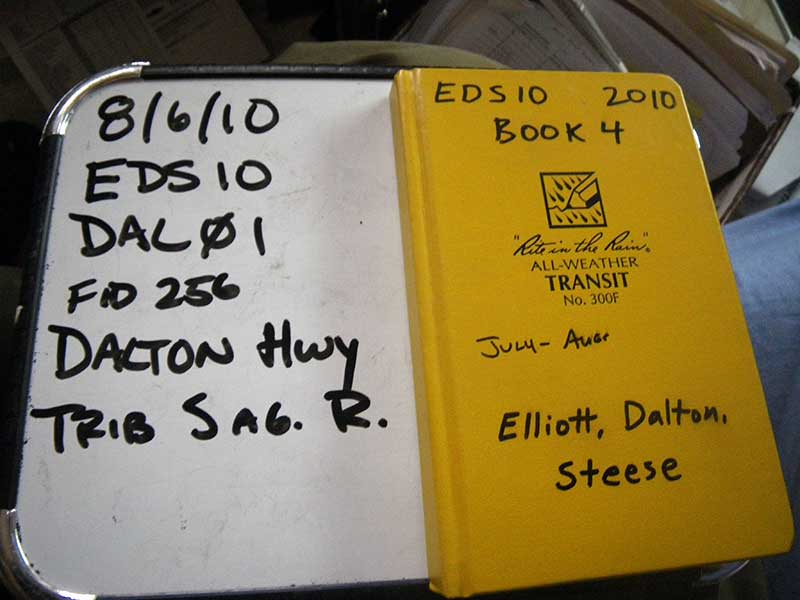 8/6/10
EDS10
DALØ1
FID 256
DALTON HWY
TRIB SAG. R.
EDS10 2010
BOOK 4
"Rite in the Rain"®
ALL-WEATHER
TRANSIT
No. 300F
JULY-AUG
Elliott, Dalton,
Steese